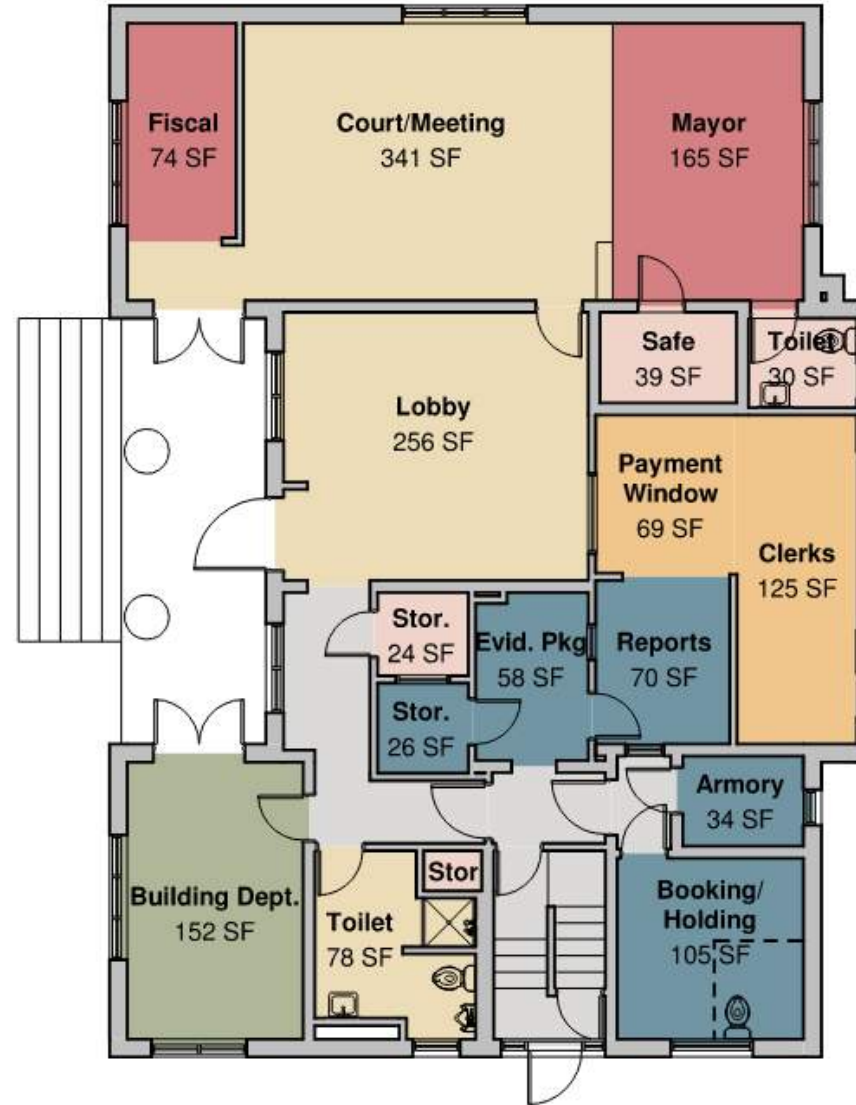 Fiscal
74 SF
Court/Meeting
341 SF
Mayor
165 SF
Safe
39 SF
Toilet
30 SF
Lobby
256 SF
Payment
Window
69 SF
Clerks
125 SF
Stor.
24 SF
Evid. Pkg
58 SF
Reports
70 SF
Stor.
26 SF
Armory
34 SF
Building Dept.
152 SF
Toilet
78 SF
Stor
Booking/
Holding
105 SF